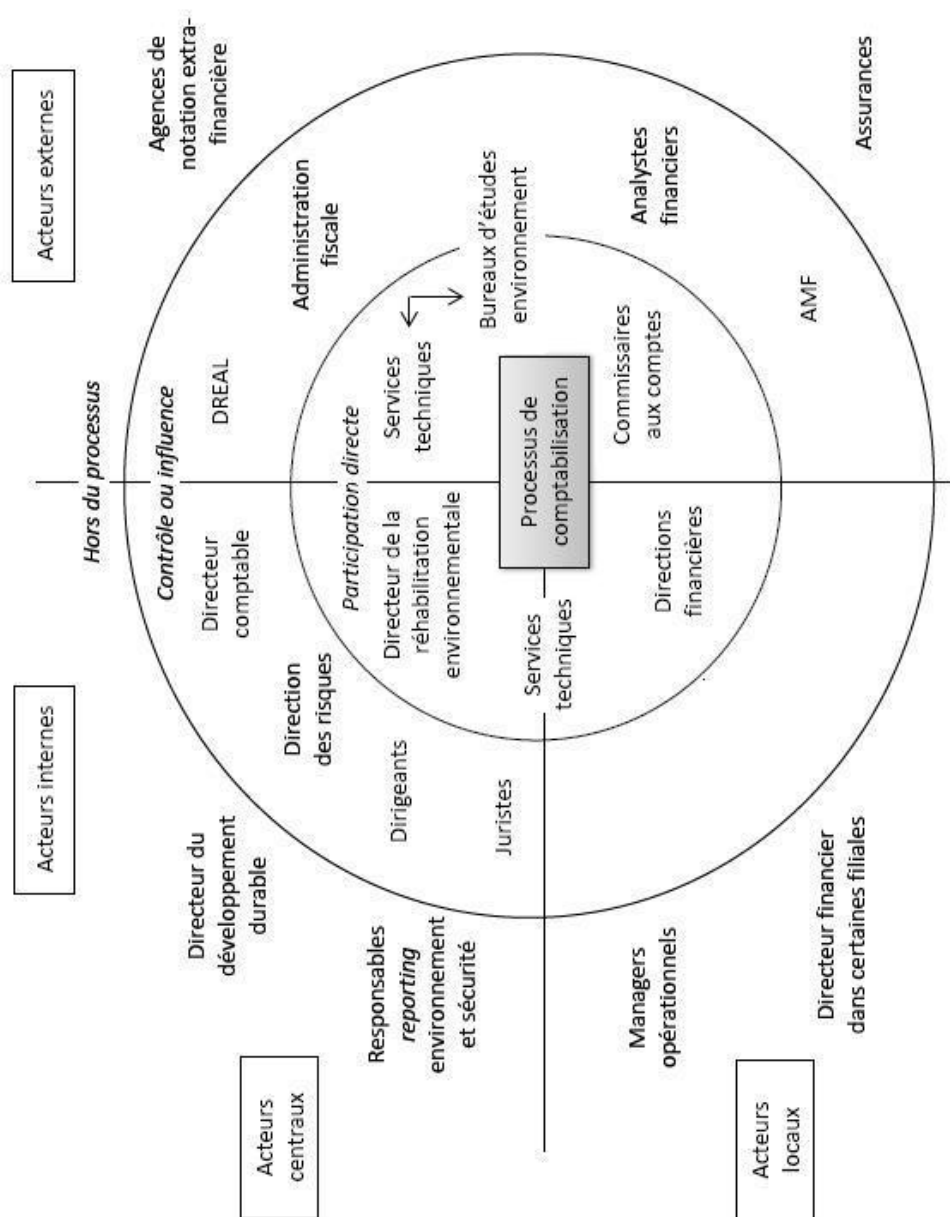 Acteurs internes
Acteurs externes
Hors du processus
Agences de
notation extra-
financière
Contrôle ou influence
Directeur du
développement
durable
Directeur
comptable
DREAL
Administration
fiscale
Acteurs
centraux
Direction
des risques
Participation directe
Responsables
reporting
environnement
et sécurité
Dirigeants
Directeur de la
réhabilitation
environnementale
Services
techniques
Juristes
Bureaux d'études
environnement
Services
techniques
Processus de
comptabilisation
Managers
opérationnels
Directions
financières
Commissaires
aux comptes
Analystes
financiers
Acteurs
locaux
AMF
Directeur financier
dans certaines filiales
Assurances